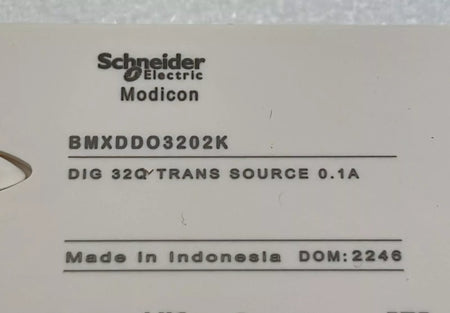 Schneider
Electric
Modicon
BMXDDO3202K
DIG 32Q TRANS SOURCE 0.1A
Made in Indonesia DOM: 2246